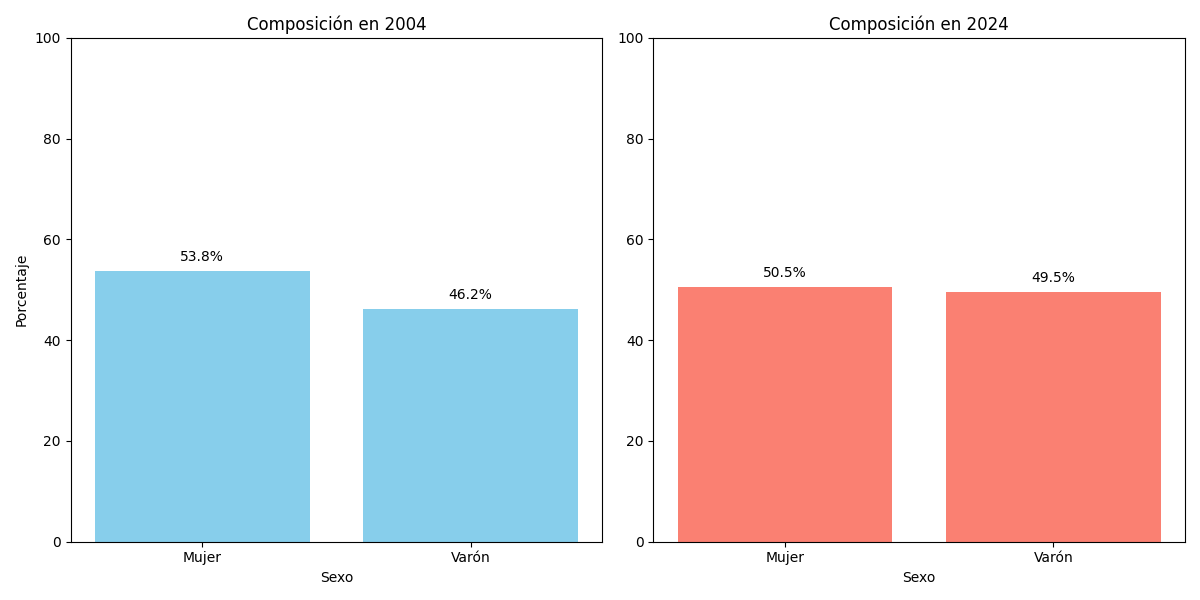 Composición en 2004
Porcentaje
100
80
60
40
20
0
53.8%
46.2%
Mujer
Varón
Sexo
Composición en 2024
100
80
60
40
20
0
50.5%
49.5%
Mujer
Varón
Sexo